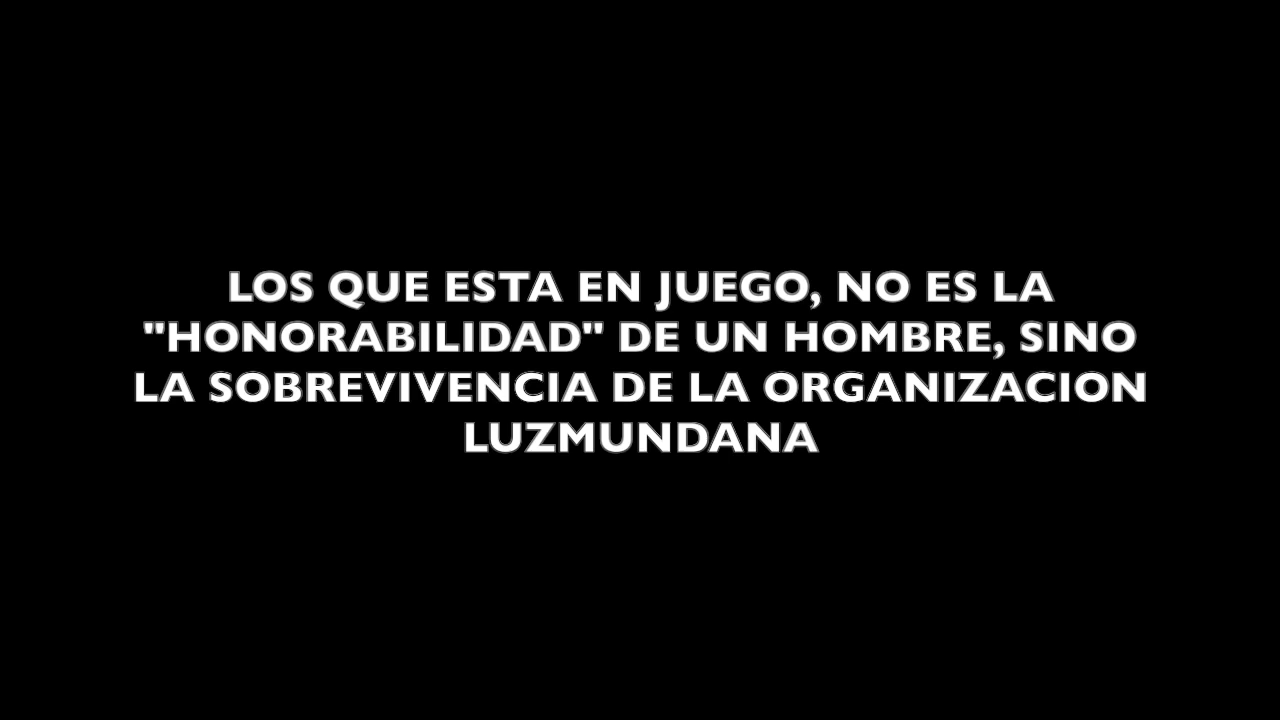 LOS QUE ESTA EN JUEGO, NO ES LA
"HONORABILIDAD" DE UN HOMBRE, SINO
LA SOBREVIVENCIA DE LA ORGANIZACION
LUZMUNDANA